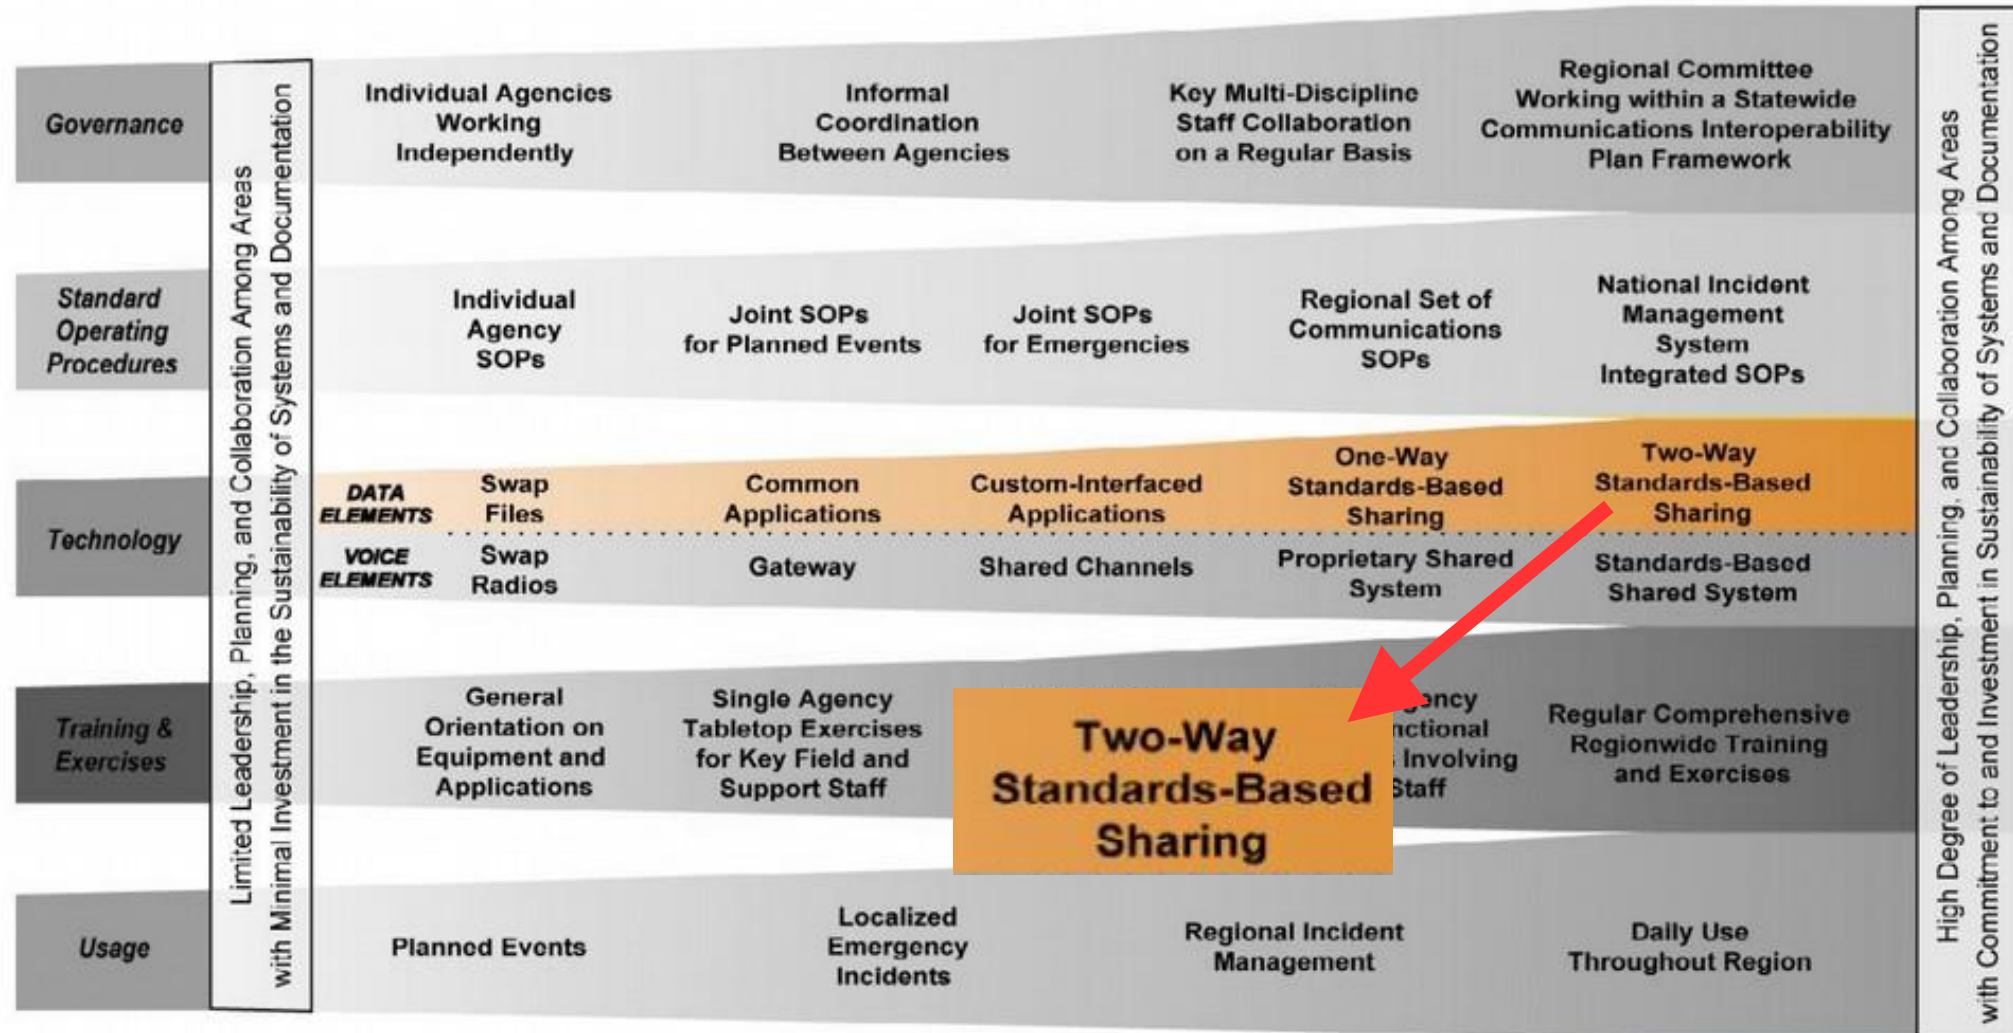 Limited Leadership, Planning, and Collaboration Among Areas
with Minimal Investment in the Sustainability of Systems and Documentation
Governance
Individual Agencies
Working
Independently
Informal
Coordination
Between Agencies
Key Multi-Discipline
Staff Collaboration
on a Regular Basis
Regional Committee
Working within a Statewide
Communications Interoperability
Plan Framework
Standard
Operating
Procedures
Individual
Agency
SOPs
Joint SOPs
for Planned Events
Joint SOPs
for Emergencies
Regional Set of
Communications
SOPs
National Incident
Management
System
Integrated SOPs
Technology
DATA
ELEMENTS
Swap
Files
Common
Applications
Custom-Interfaced
Applications
One-Way
Standards-Based
Sharing
Two-Way
Standards-Based
Sharing
VOICE
ELEMENTS
Swap
Radios
Gateway
Shared Channels
Proprietary Shared
System
Standards-Based
Shared System
Training &
Exercises
General
Orientation on
Equipment and
Applications
Single Agency
Tabletop Exercises
for Key Field and
Support Staff
Two-Way
Standards-Based
Sharing
Involving
Staff
Regular Comprehensive
Regionwide Training
and Exercises
Usage
Planned Events
Localized
Emergency
Incidents
Regional Incident
Management
Daily Use
Throughout Region
High Degree of Leadership, Planning, and Collaboration Among Areas
with Commitment to and Investment in Sustainability of Systems and Documentation